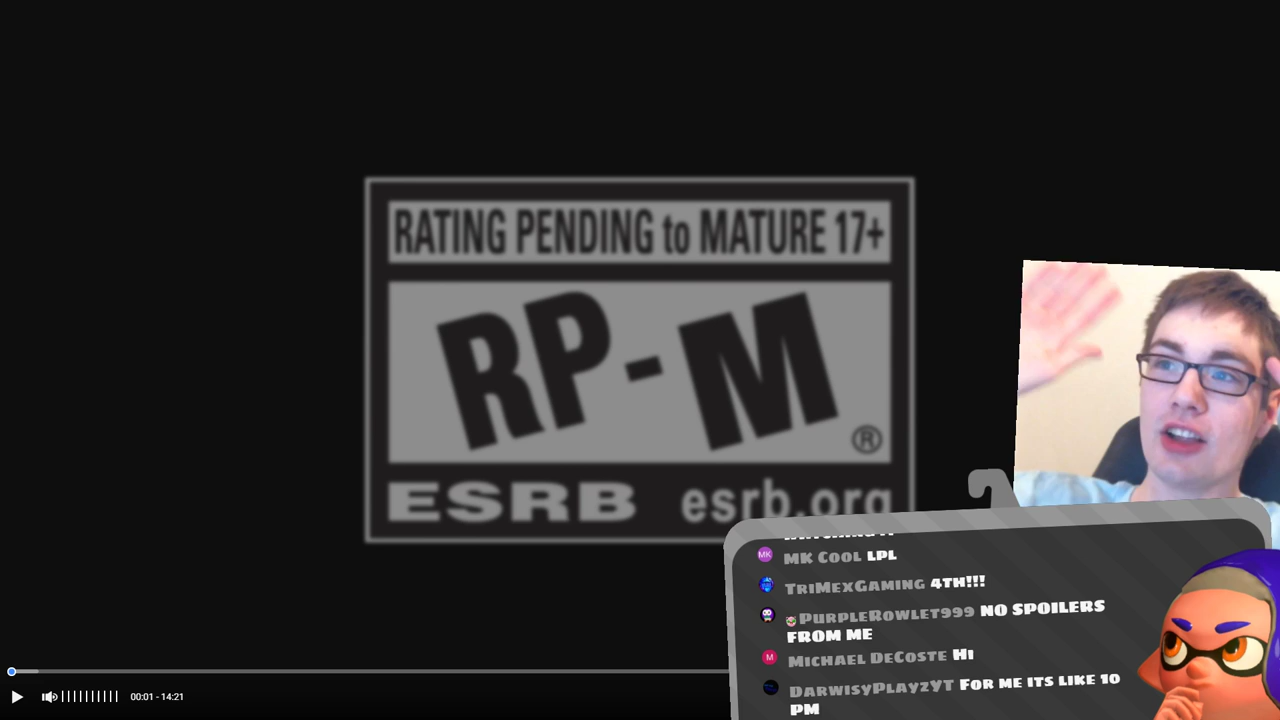 RATING PENDING to MATURE 17+
RP-M
®
ESRB esrb.org
MK
MK Cool LPL
TriMexGaming 4TH!!!
PurpleRowlet999 NO SPOILERS
FROM ME
M
Michael DeCoste Hi
DarwisyPlayzYT For me its like 10
PM
00:01 - 14:21